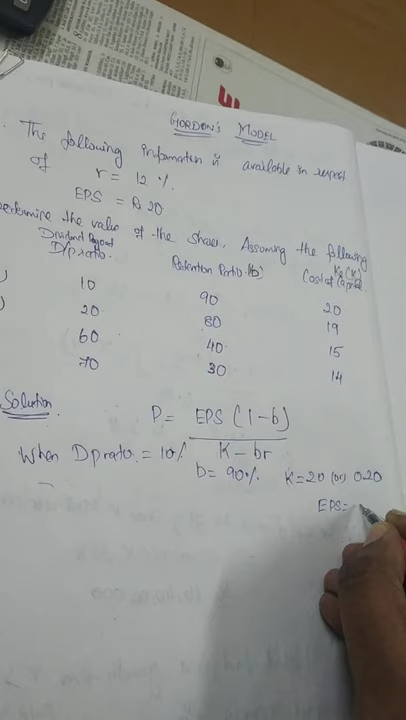 GORDON'S MODEL
The following information is available in respect
of
r = 12 %.
EPS = Rs 20
determine the value of the shares, Assuming the following
Dividend Payout
D/p ratio. Retention Ratio (b) Ke (K)
Cost of Capital.
10 90 20
20 80 19
60 40 15
70 30 14
Solution.
P = EPS (1-b)
K - br
When D p ratio. = 10%
b = 90%. K = 20 (or) 0.20
EPS =